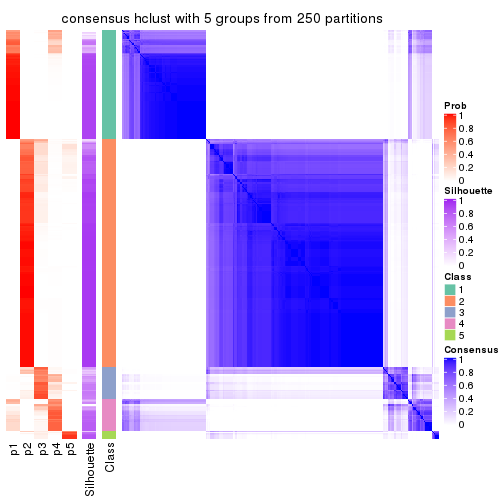 consensus hclust with 5 groups from 250 partitions
Prob
1
0.8
0.6
0.4
0.2
0
Silhouette
1
0.8
0.6
0.4
0.2
0
Class
1
2
3
4
5
Consensus
1
0.8
0.6
0.4
0.2
0
p1
p2
p3
p4
p5
Silhouette
Class